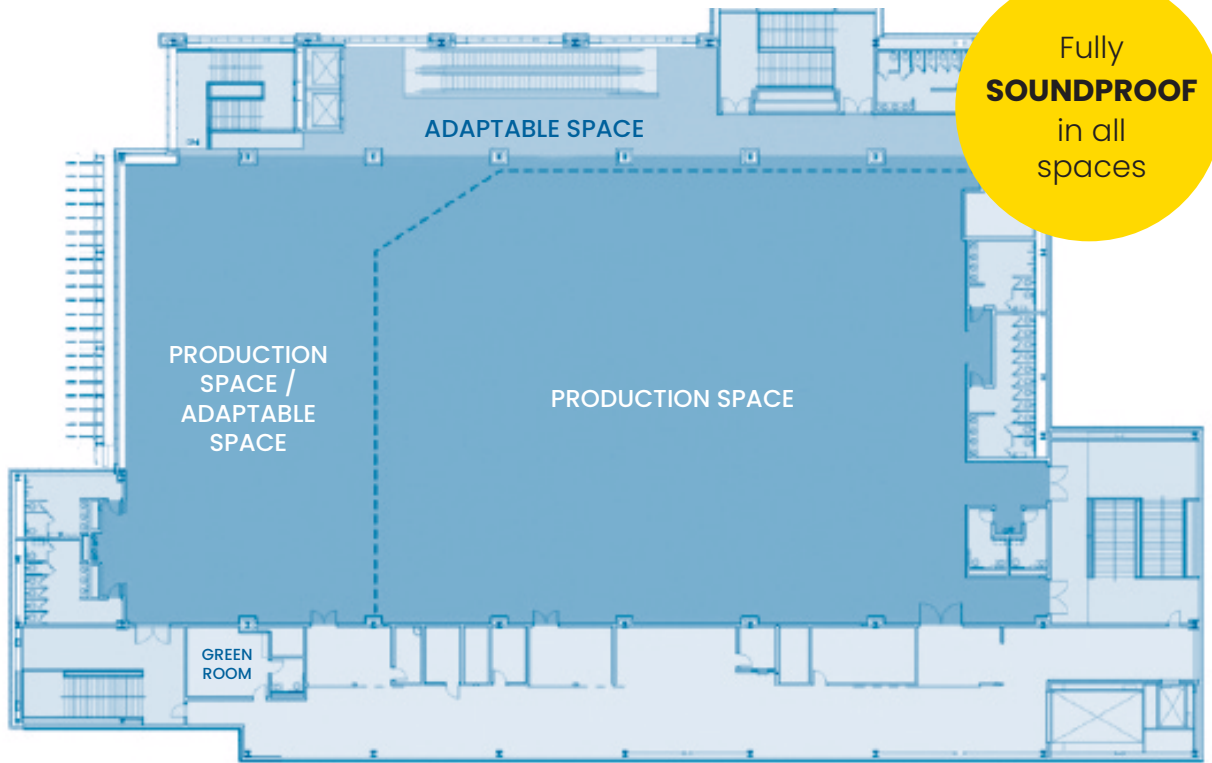 Fully
SOUNDPROOF
in all
spaces
ADAPTABLE SPACE
PRODUCTION
SPACE /
ADAPTABLE
SPACE
PRODUCTION SPACE
GREEN
ROOM